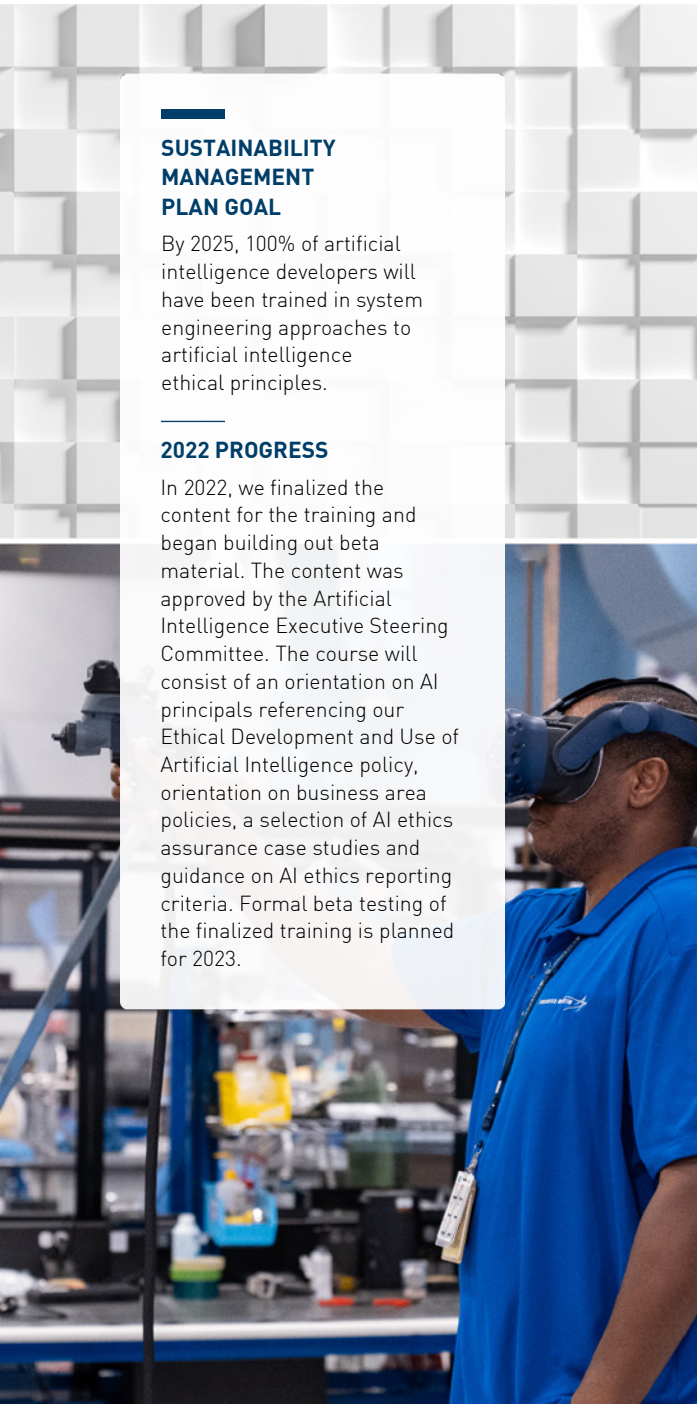 SUSTAINABILITY
MANAGEMENT
PLAN GOAL
By 2025, 100% of artificial
intelligence developers will
have been trained in system
engineering approaches to
artificial intelligence
ethical principles.
2022 PROGRESS
In 2022, we finalized the
content for the training and
began building out beta
material. The content was
approved by the Artificial
Intelligence Executive Steering
Committee. The course will
consist of an orientation on AI
principals referencing our
Ethical Development and Use of
Artificial Intelligence policy,
orientation on business area
policies, a selection of AI ethics
assurance case studies and
guidance on AI ethics reporting
criteria. Formal beta testing of
the finalized training is planned
for 2023.